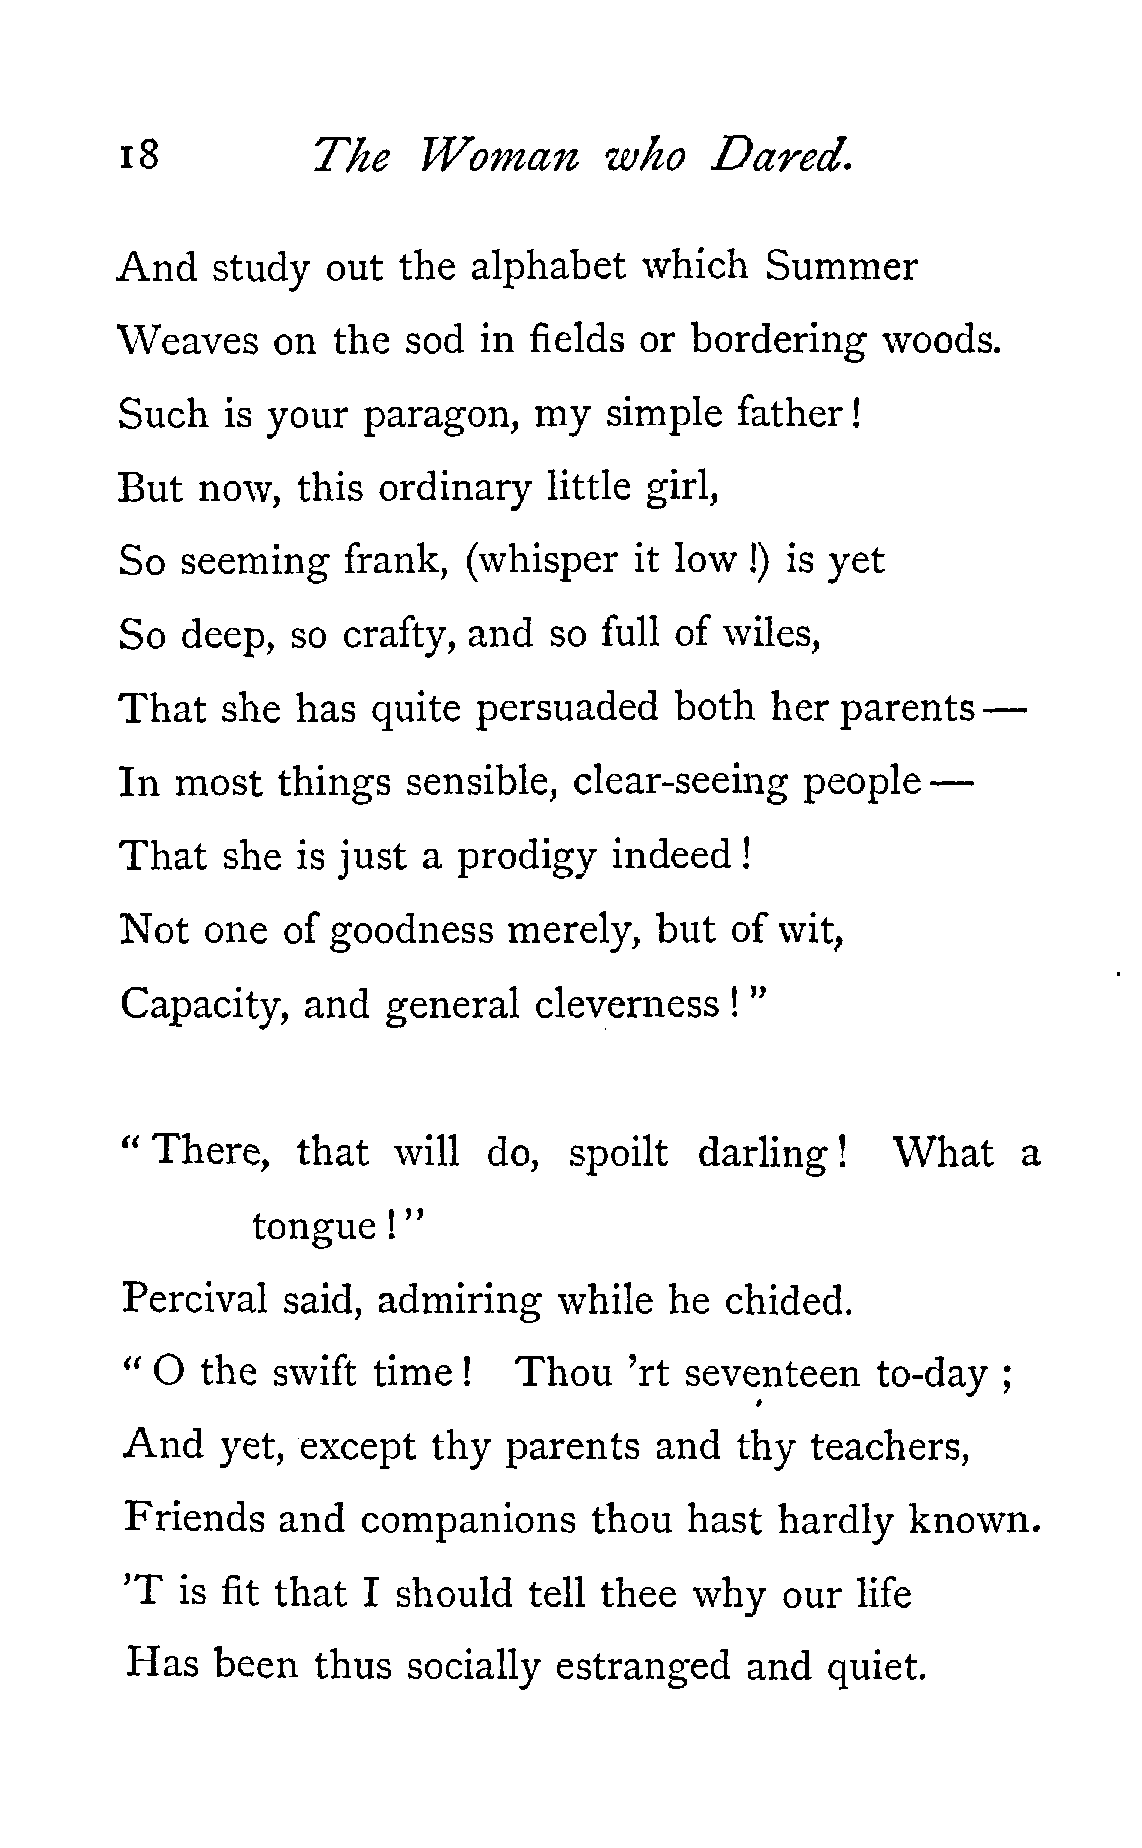 18 The Woman who Dared.
And study out the alphabet which Summer
Weaves on the sod in fields or bordering woods.
Such is your paragon, my simple father!
But now, this ordinary little girl,
So seeming frank, (whisper it low!) is yet
So deep, so crafty, and so full of wiles,
That she has quite persuaded both her parents—
In most things sensible, clear-seeing people—
That she is just a prodigy indeed!
Not one of goodness merely, but of wit,
Capacity, and general cleverness!"
"There, that will do, spoilt darling! What a
tongue!"
Percival said, admiring while he chided.
"O the swift time! Thou 'rt seventeen to-day;
And yet, except thy parents and thy teachers,
Friends and companions thou hast hardly known.
'T is fit that I should tell thee why our life
Has been thus socially estranged and quiet.